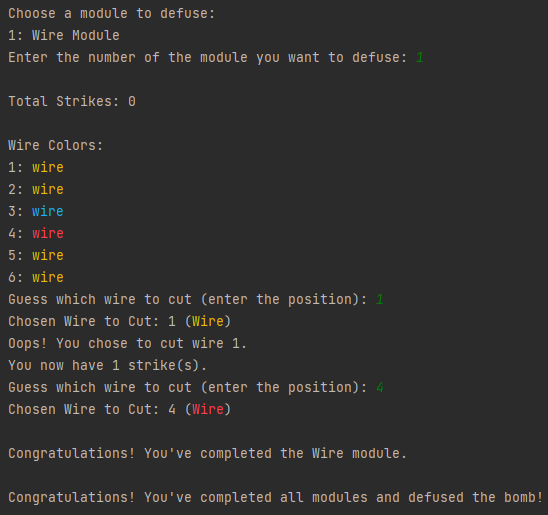 Choose a module to defuse:
1: Wire Module
Enter the number of the module you want to defuse: 1
Total Strikes: 0
Wire Colors:
1: wire
2: wire
3: wire
4: wire
5: wire
6: wire
Guess which wire to cut (enter the position): 1
Chosen Wire to Cut: 1 (Wire)
Oops! You chose to cut wire 1.
You now have 1 strike(s).
Guess which wire to cut (enter the position): 4
Chosen Wire to Cut: 4 (Wire)
Congratulations! You've completed the Wire module.
Congratulations! You've completed all modules and defused the bomb!